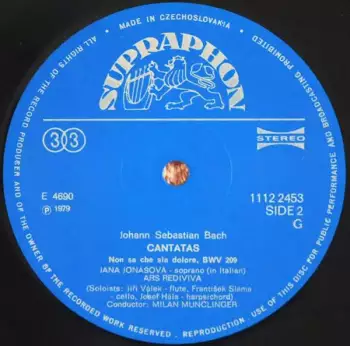 MADE IN CZECHOSLOVAKIA
ALL RIGHTS OF THE RECORD PRODUCER AND OF THE OWNER OF THE RECORDED WORK RESERVED. REPRODUCTION. USE OF THIS DISC FOR PUBLIC PERFORMANCE AND BROADCASTING PROHIBITED
SUPRAPHON
33
STEREO
E 4690
℗ 1979
1112 2453
SIDE 2
G
Johann Sebastian Bach
CANTATAS
Non sa che sia dolore, BWV 209
JANA JONÁŠOVÁ - soprano (in Italian)
ARS REDIVIVA
(Soloists: Jiří Válek - flute, František Sláma -
cello, Josef Hála - harpsichord)
Conductor: MILAN MUNCLINGER